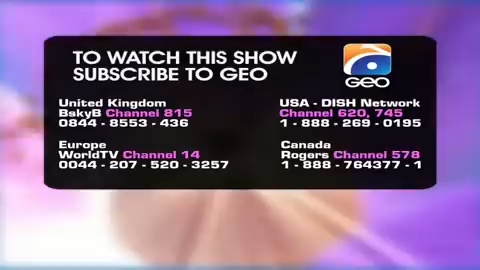 TO WATCH THIS SHOW
SUBSCRIBE TO GEO
GEO
United Kingdom
BskyB Channel 815
0844 - 8553 - 436
USA - DISH Network
Channel 620, 745
1 - 888 - 269 - 0195
Europe
WorldTV Channel 14
0044 - 207 - 520 - 3257
Canada
Rogers Channel 578
1 - 888 - 764377 - 1